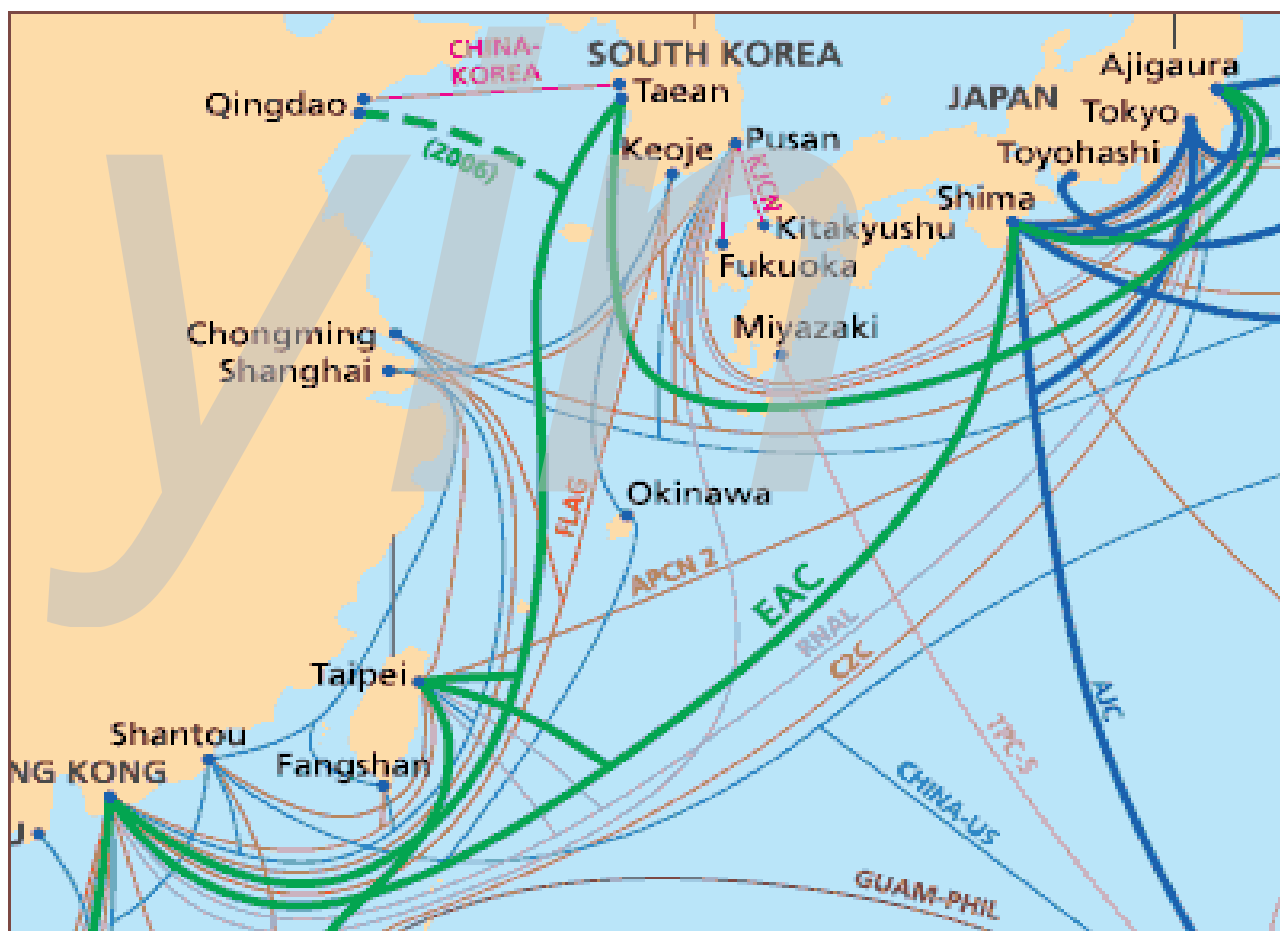 CHINA-
KOREA
SOUTH KOREA
Ajigaura
Qingdao
Taean
JAPAN
Tokyo
(2006)
Keoje
Pusan
Toyohashi
KJCN
Shima
Kitakyushu
Fukuoka
Chongming
Miyazaki
Shanghai
yln
FLAG
Okinawa
APCN 2
EAC
RNAL
C2C
Taipei
AJC
Shantou
TPC-5
NG KONG
Fangshan
CHINA-US
U
GUAM-PHIL